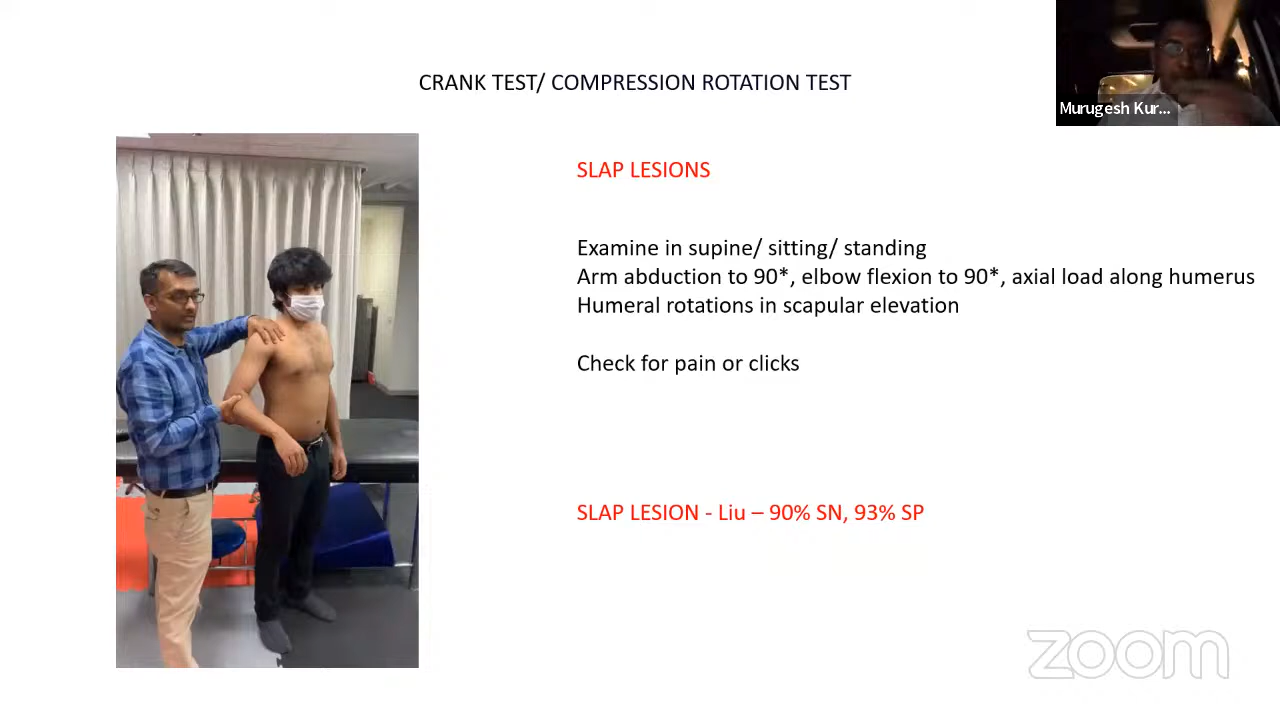 CRANK TEST/ COMPRESSION ROTATION TEST
Murugesh Kur...
SLAP LESIONS
Examine in supine/ sitting/ standing
Arm abduction to 90*, elbow flexion to 90*, axial load along humerus
Humeral rotations in scapular elevation
Check for pain or clicks
SLAP LESION - Liu – 90% SN, 93% SP
zoom